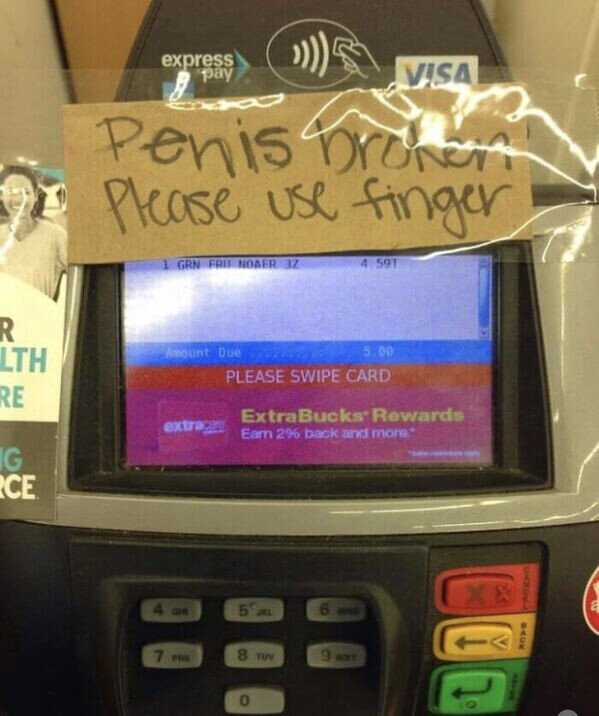 express
pay
VISA
Penis broken
Please use finger
1 GRN FRU NOAER 3Z 4.59T
Amount Due ............ 5.00
PLEASE SWIPE CARD
extracare
ExtraBucks Rewards
Earn 2% back and more.*
R
LTH
RE
G
RCE
4 GHI
5 JKL
6 MNO
7 PRS
8 TUV
9 WXY
0
CANCEL
BACK